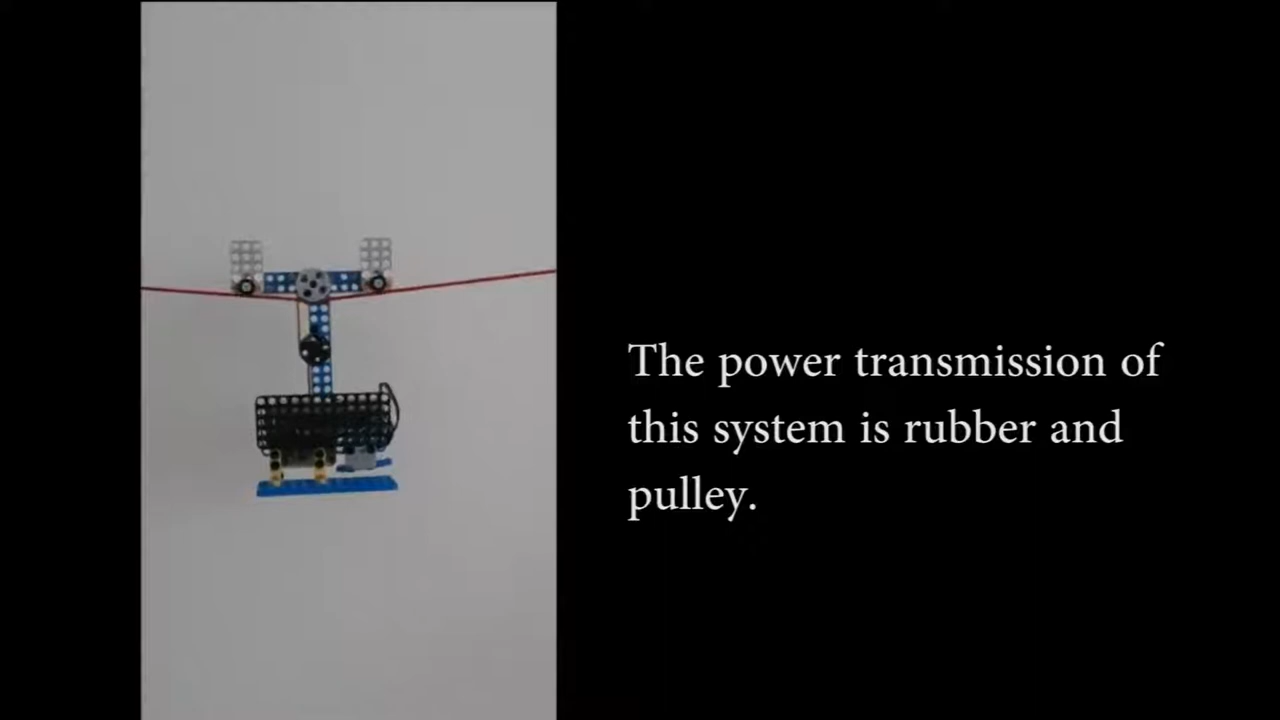 The power transmission of
this system is rubber and
pulley.